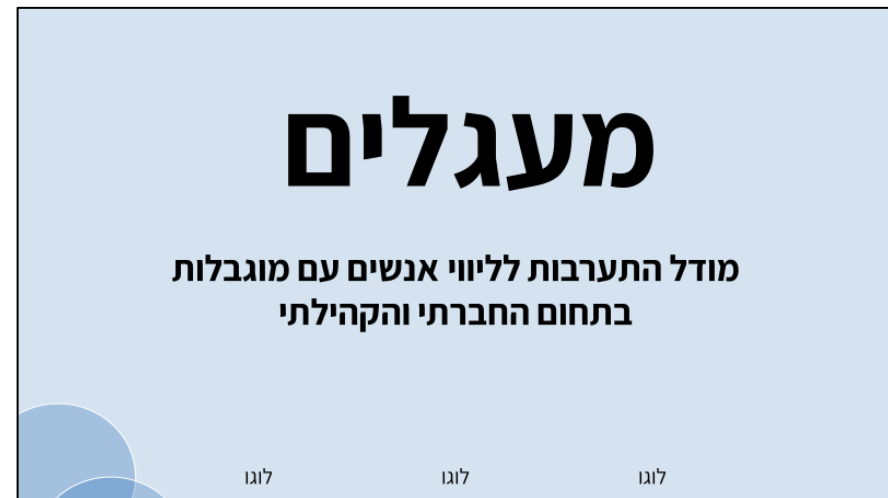 מעגלים
מודל התערבות לליווי אנשים עם מוגבלות
בתחום החברתי והקהילתי
לוגו לוגו לוגו